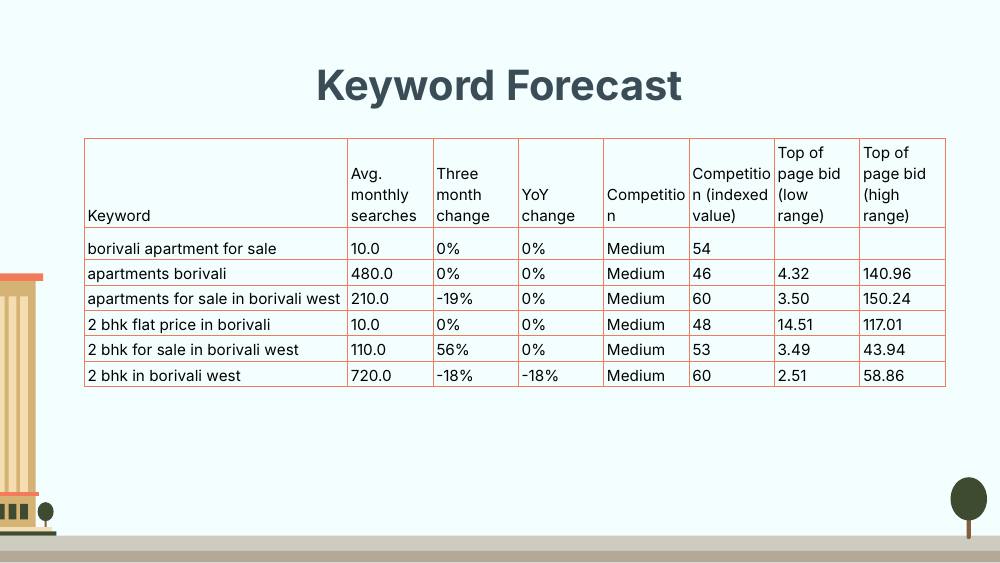 Keyword Forecast
Keyword | Avg. monthly searches | Three month change | YoY change | Competition | Competition (indexed value) | Top of page bid (low range) | Top of page bid (high range)
borivali apartment for sale | 10.0 | 0% | 0% | Medium | 54 | |
apartments borivali | 480.0 | 0% | 0% | Medium | 46 | 4.32 | 140.96
apartments for sale in borivali west | 210.0 | -19% | 0% | Medium | 60 | 3.50 | 150.24
2 bhk flat price in borivali | 10.0 | 0% | 0% | Medium | 48 | 14.51 | 117.01
2 bhk for sale in borivali west | 110.0 | 56% | 0% | Medium | 53 | 3.49 | 43.94
2 bhk in borivali west | 720.0 | -18% | -18% | Medium | 60 | 2.51 | 58.86